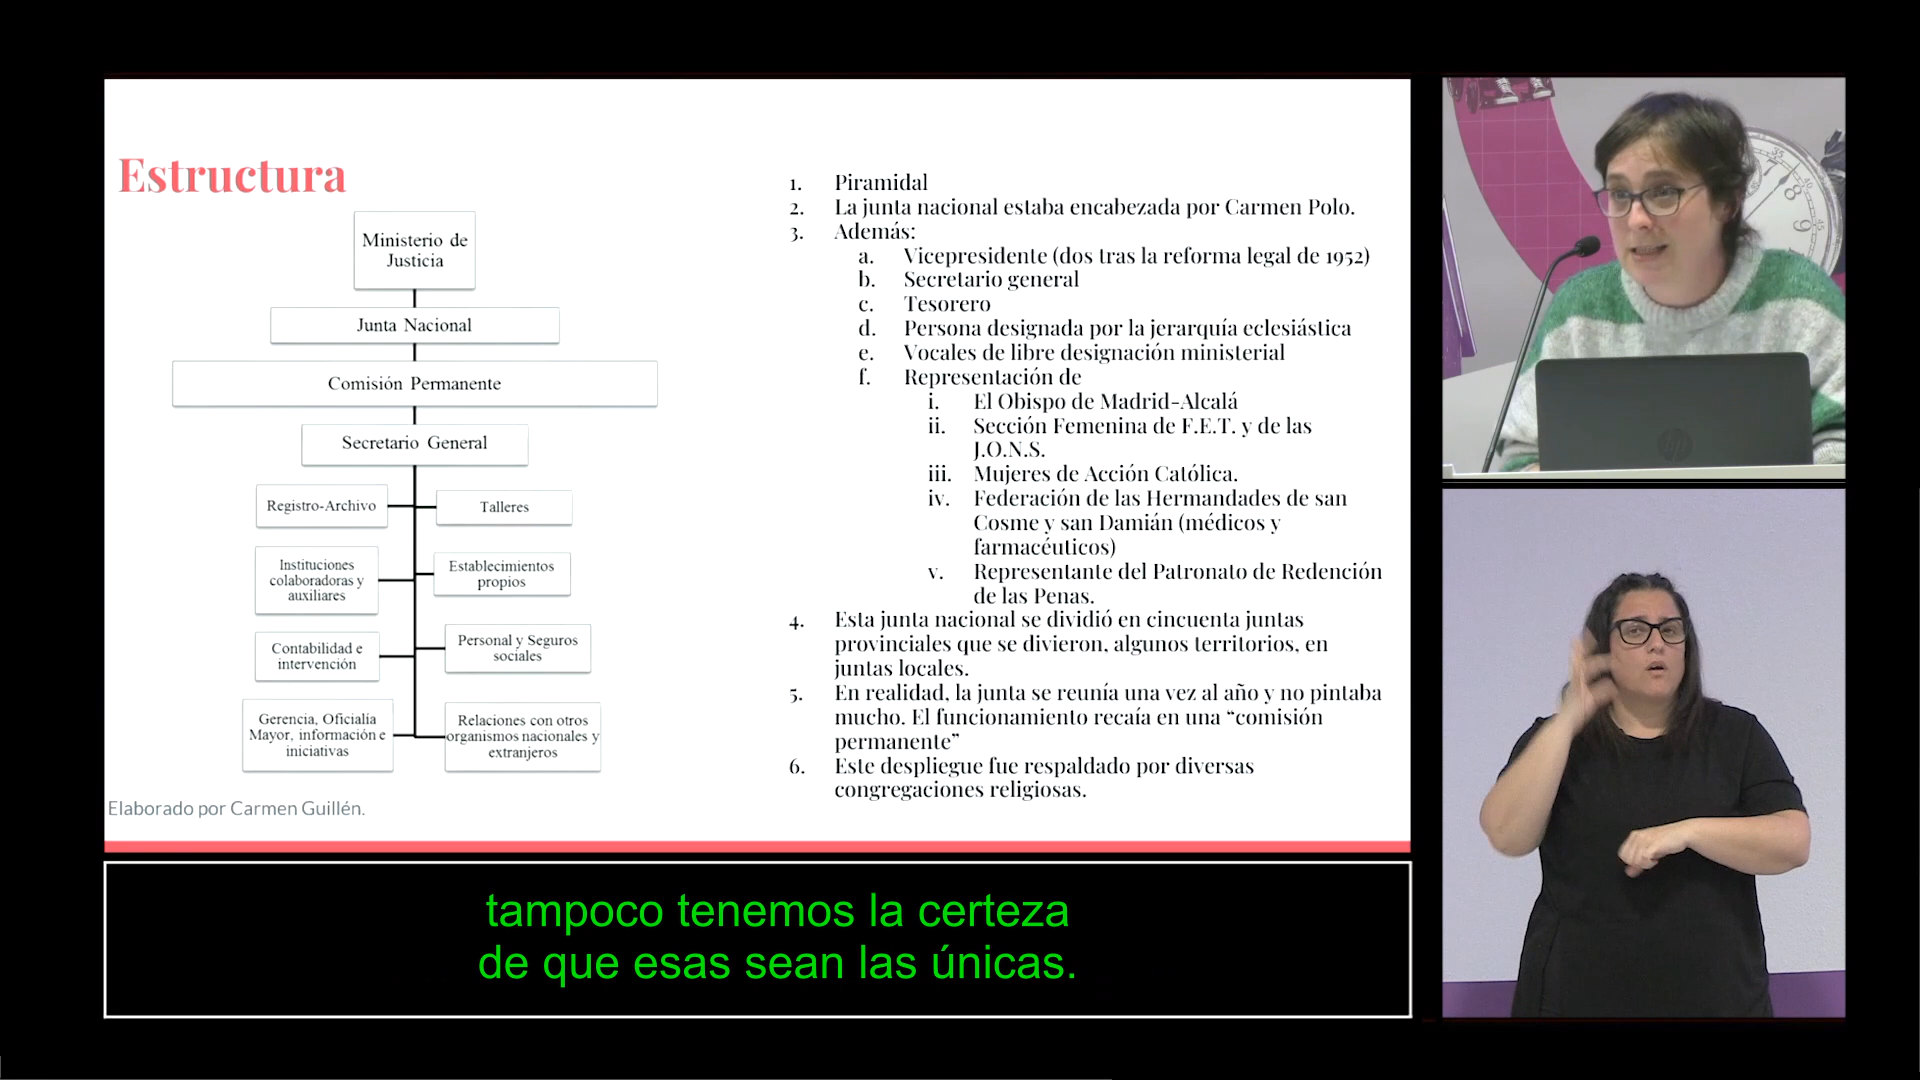 Estructura
Ministerio de
Justicia
Junta Nacional
Comisión Permanente
Secretario General
Registro-Archivo
Talleres
Instituciones
colaboradoras y
auxiliares
Establecimientos
propios
Contabilidad e
intervención
Personal y Seguros
sociales
Gerencia, Oficialía
Mayor, información e
iniciativas
Relaciones con otros
organismos nacionales y
extranjeros
Elaborado por Carmen Guillén.
1. Piramidal
2. La junta nacional estaba encabezada por Carmen Polo.
3. Además:
a. Vicepresidente (dos tras la reforma legal de 1952)
b. Secretario general
c. Tesorero
d. Persona designada por la jerarquía eclesiástica
e. Vocales de libre designación ministerial
f. Representación de
i. El Obispo de Madrid-Alcalá
ii. Sección Femenina de F.E.T. y de las
J.O.N.S.
iii. Mujeres de Acción Católica.
iv. Federación de las Hermandades de san
Cosme y san Damián (médicos y
farmacéuticos)
v. Representante del Patronato de Redención
de las Penas.
4. Esta junta nacional se dividió en cincuenta juntas
provinciales que se divieron, algunos territorios, en
juntas locales.
5. En realidad, la junta se reunía una vez al año y no pintaba
mucho. El funcionamiento recaía en una “comisión
permanente”
6. Este despliegue fue respaldado por diversas
congregaciones religiosas.
tampoco tenemos la certeza
de que esas sean las únicas.